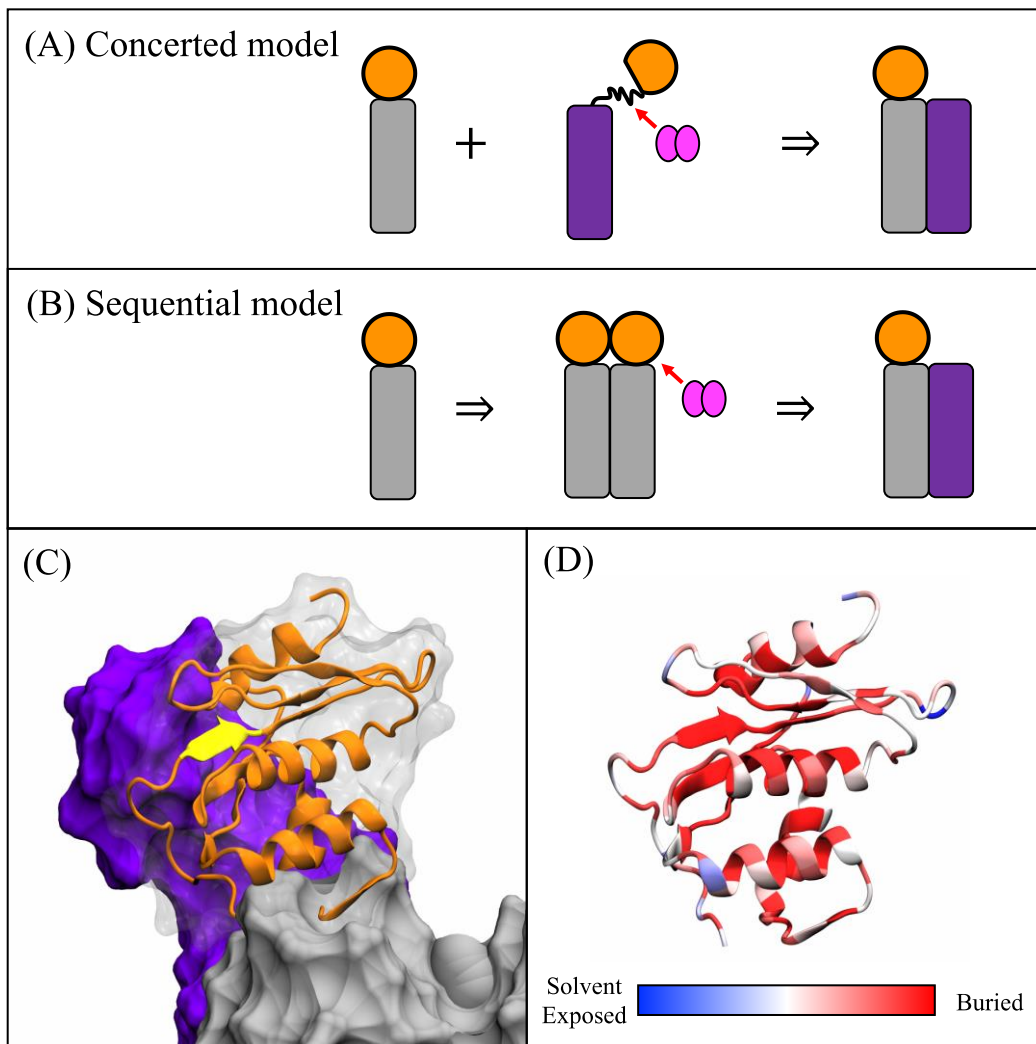 (A) Concerted model
+
⇒
(B) Sequential model
⇒
⇒
(C)
(D)
Solvent
Exposed
Buried